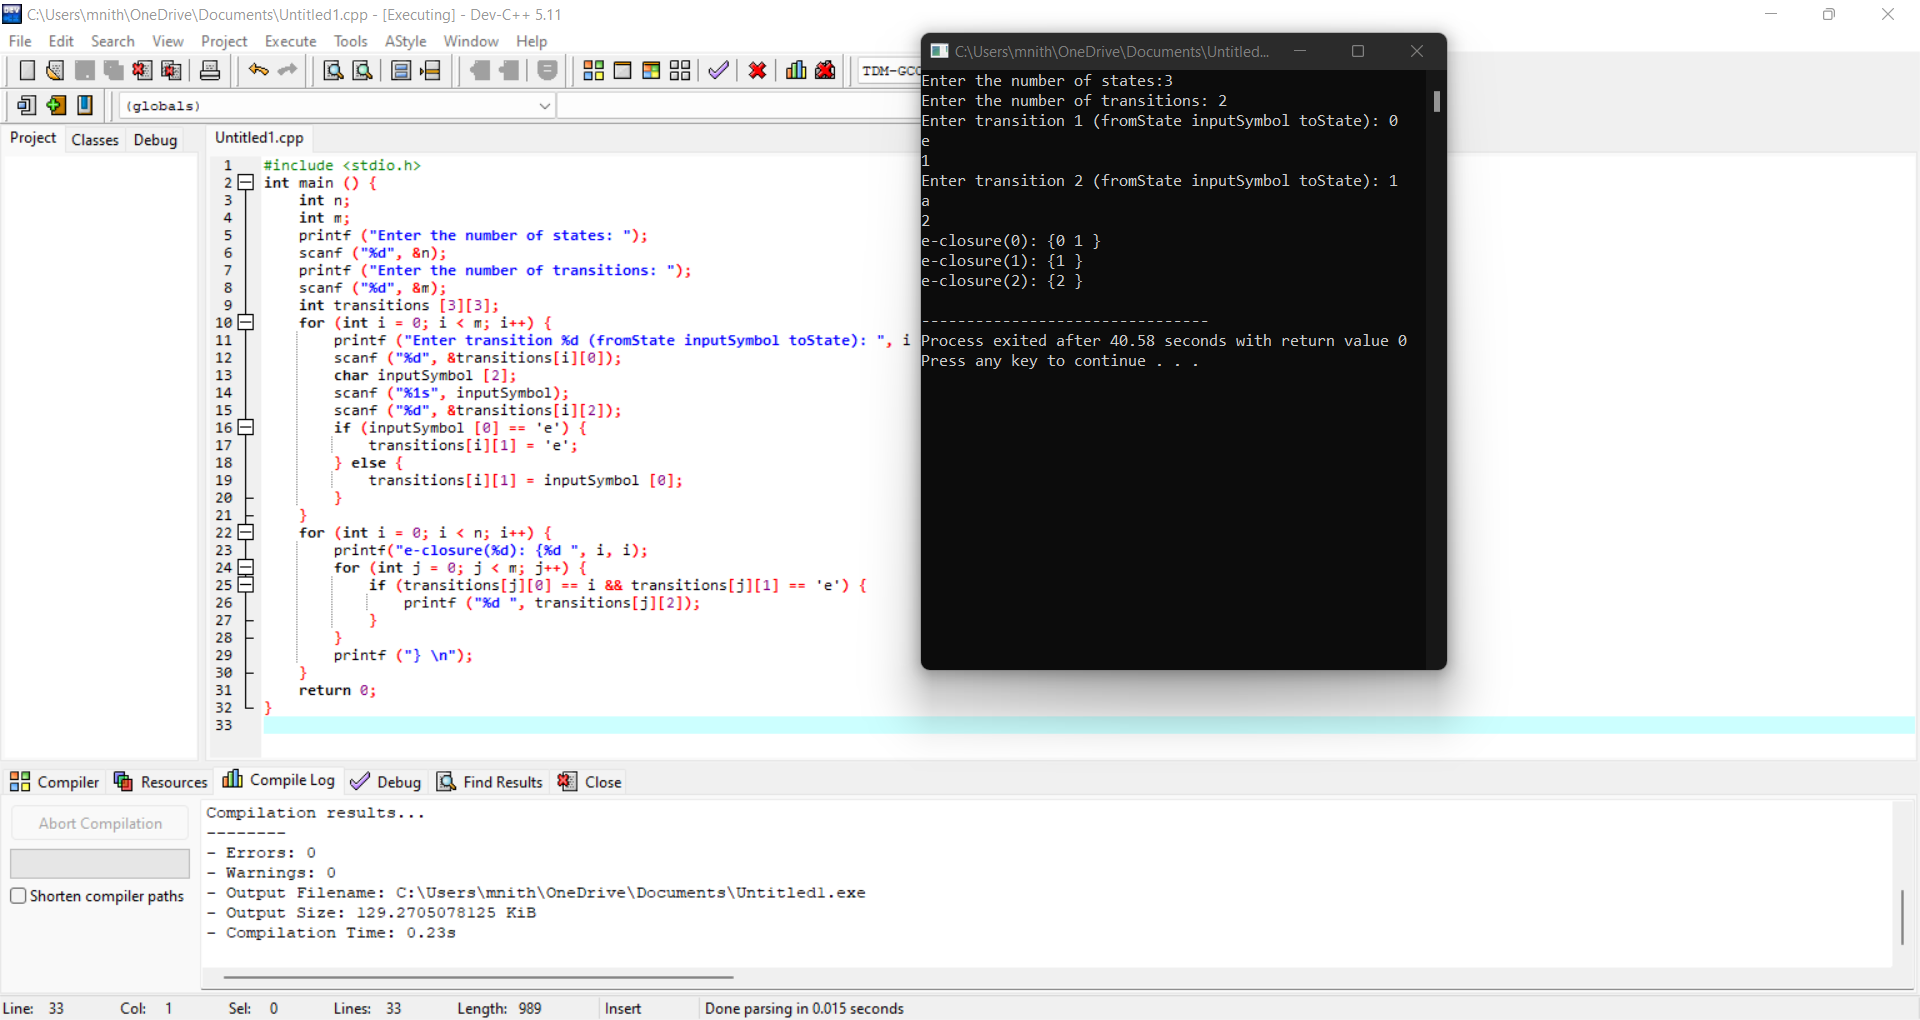 C:\Users\mnith\OneDrive\Documents\Untitled1.cpp - [Executing] - Dev-C++ 5.11
File Edit Search View Project Execute Tools AStyle Window Help
TDM-GCC
(globals)
Project Classes Debug
Untitled1.cpp
1 #include <stdio.h>
2 int main () {
3 int n;
4 int m;
5 printf ("Enter the number of states: ");
6 scanf ("%d", &n);
7 printf ("Enter the number of transitions: ");
8 scanf ("%d", &m);
9 int transitions [3][3];
10 for (int i = 0; i < m; i++) {
11 printf ("Enter transition %d (fromState inputSymbol toState): ", i
12 scanf ("%d", &transitions[i][0]);
13 char inputSymbol [2];
14 scanf ("%1s", inputSymbol);
15 scanf ("%d", &transitions[i][2]);
16 if (inputSymbol [0] == 'e') {
17 transitions[i][1] = 'e';
18 } else {
19 transitions[i][1] = inputSymbol [0];
20 }
21 }
22 for (int i = 0; i < n; i++) {
23 printf("e-closure(%d): {%d ", i, i);
24 for (int j = 0; j < m; j++) {
25 if (transitions[j][0] == i && transitions[j][1] == 'e') {
26 printf ("%d ", transitions[j][2]);
27 }
28 }
29 printf ("} \n");
30 }
31 return 0;
32 }
33
C:\Users\mnith\OneDrive\Documents\Untitled...
Enter the number of states:3
Enter the number of transitions: 2
Enter transition 1 (fromState inputSymbol toState): 0
e
1
Enter transition 2 (fromState inputSymbol toState): 1
a
2
e-closure(0): {0 1 }
e-closure(1): {1 }
e-closure(2): {2 }
--------------------------------
Process exited after 40.58 seconds with return value 0
Press any key to continue . . .
Compiler Resources Compile Log Debug Find Results Close
Abort Compilation
Shorten compiler paths
Compilation results...
--------
- Errors: 0
- Warnings: 0
- Output Filename: C:\Users\mnith\OneDrive\Documents\Untitled1.exe
- Output Size: 129.2705078125 KiB
- Compilation Time: 0.23s
Line: 33 Col: 1 Sel: 0 Lines: 33 Length: 989 Insert Done parsing in 0.015 seconds